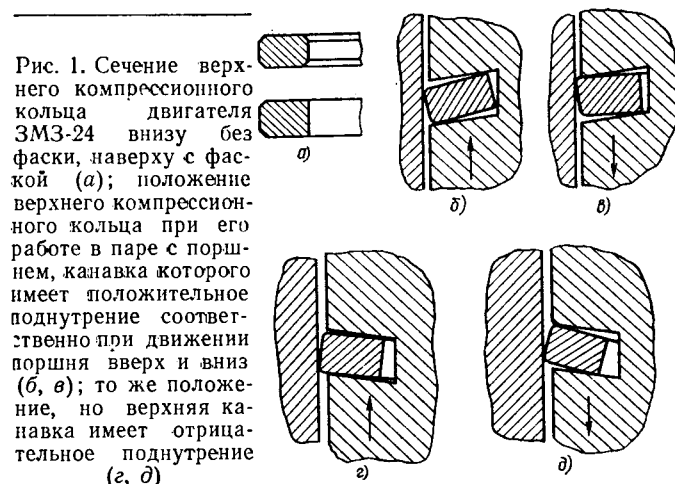 Рис. 1. Сечение верх-
него компрессионного
кольца двигателя
ЗМЗ-24 внизу без
фаски, наверху с фас-
кой (а); положение
верхнего компрессион-
ного кольца при его
работе в паре с порш-
нем, канавка которого
имеет положительное
поднутрение соответ-
ственно при движении
поршня вверх и вниз
(б, в); то же положе-
ние, но верхняя ка-
навка имеет отрица-
тельное поднутрение
(г, д)
а)
б)
в)
г)
д)